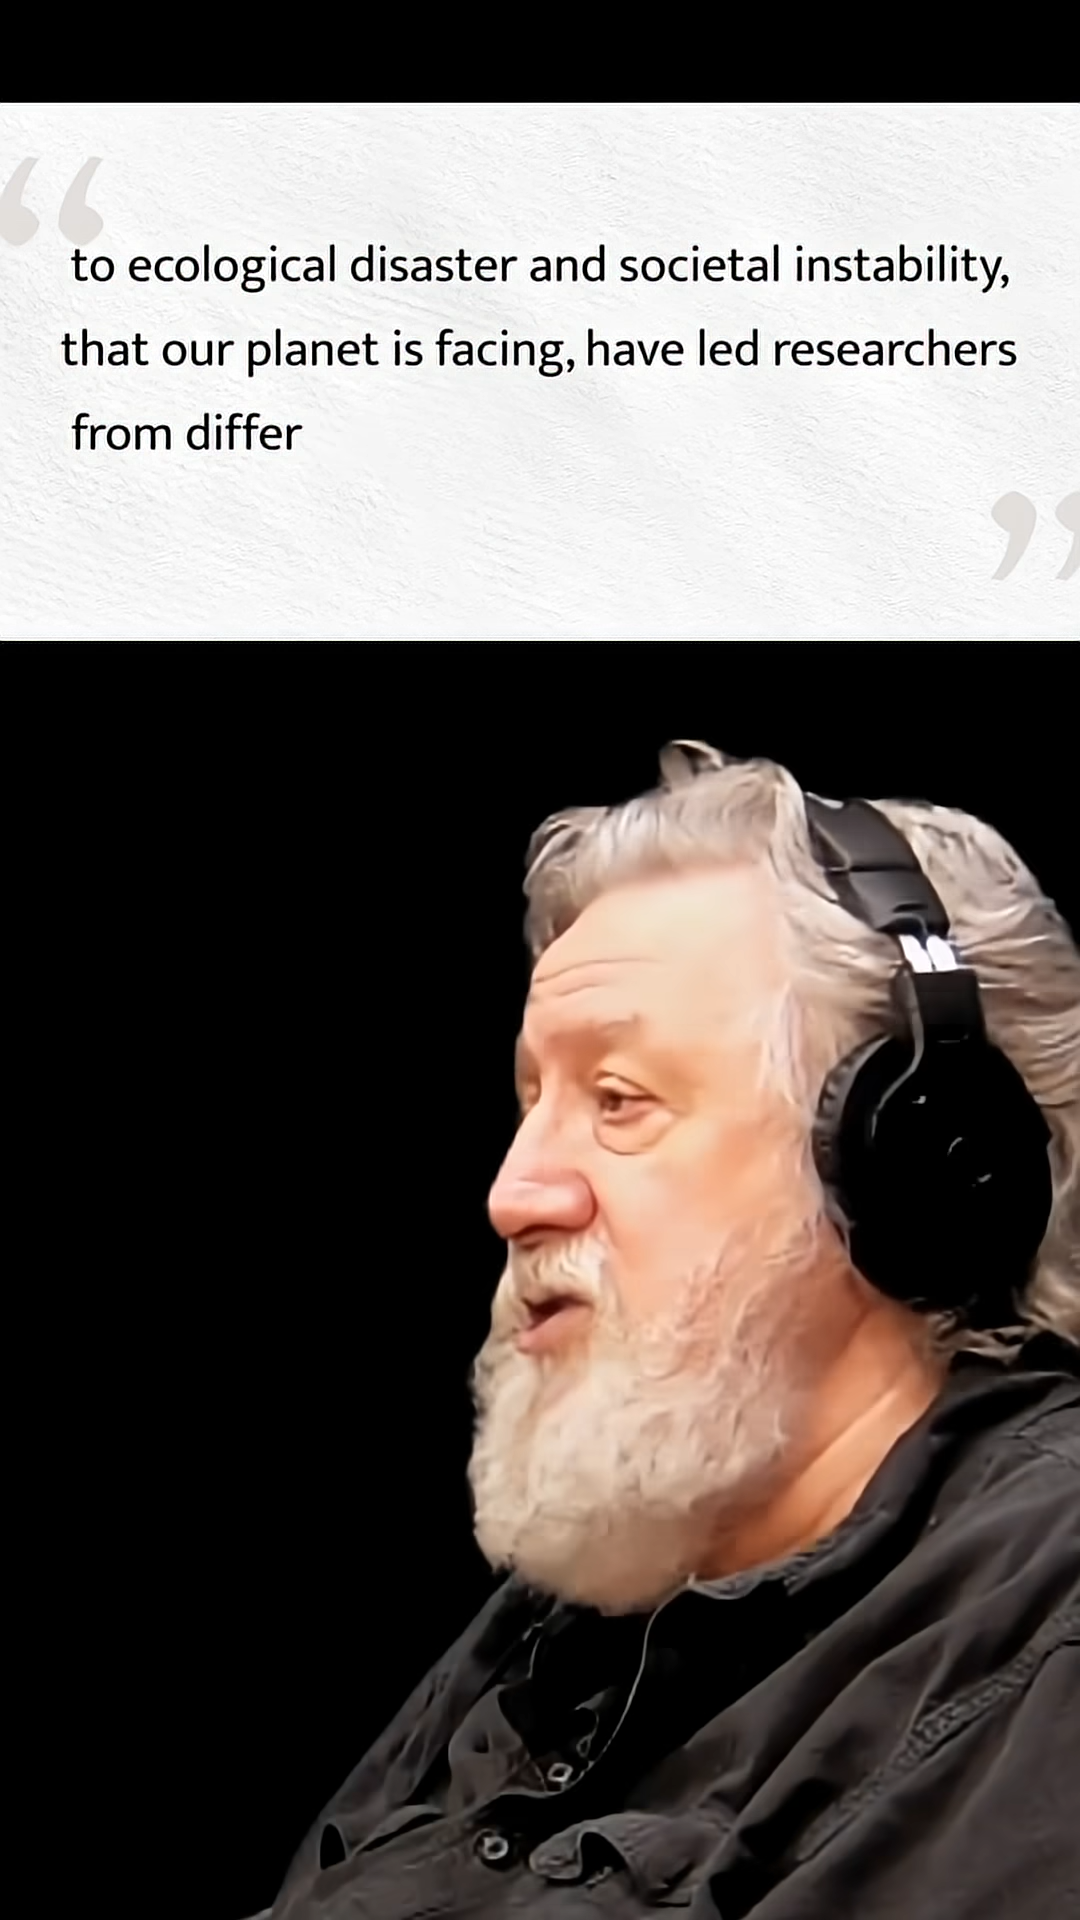 to ecological disaster and societal instability,
that our planet is facing, have led researchers
from differ